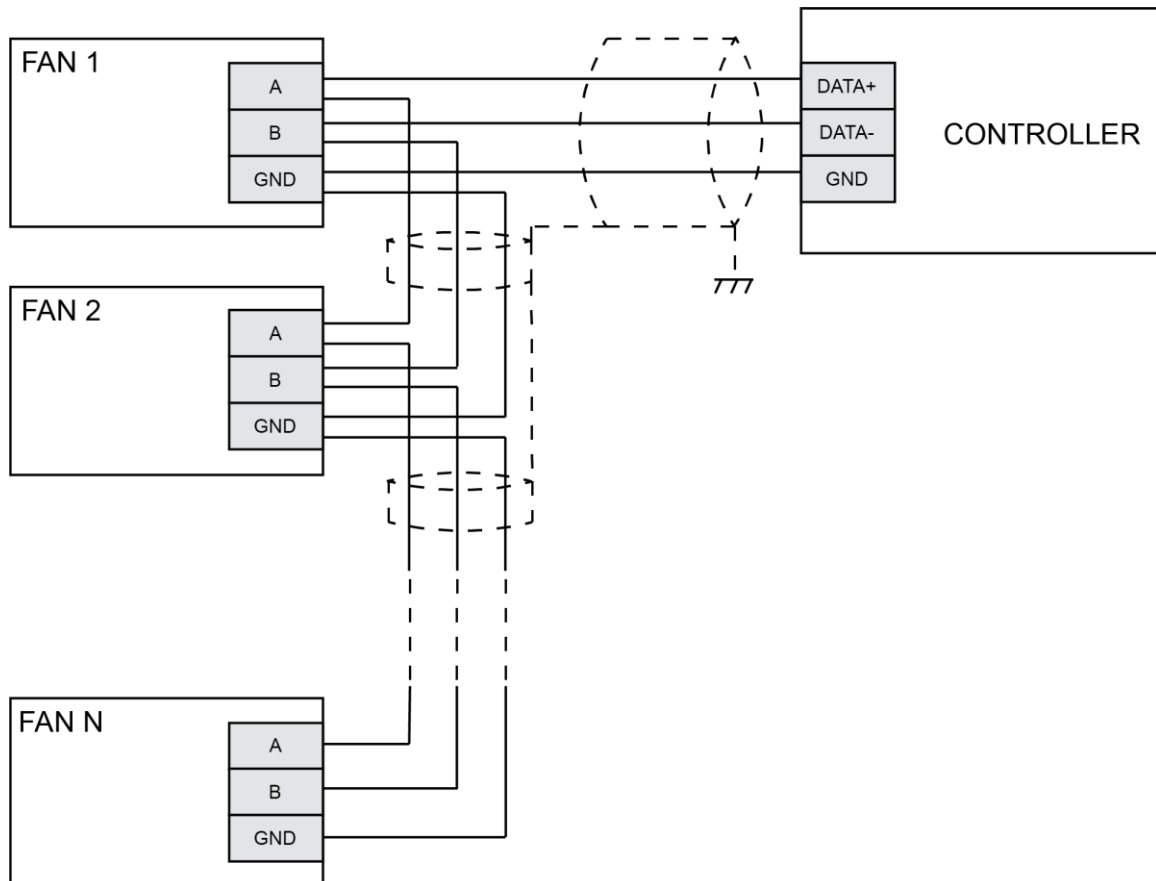 FAN 1
A
B
GND
DATA+
DATA-
GND
CONTROLLER
FAN 2
A
B
GND
FAN N
A
B
GND